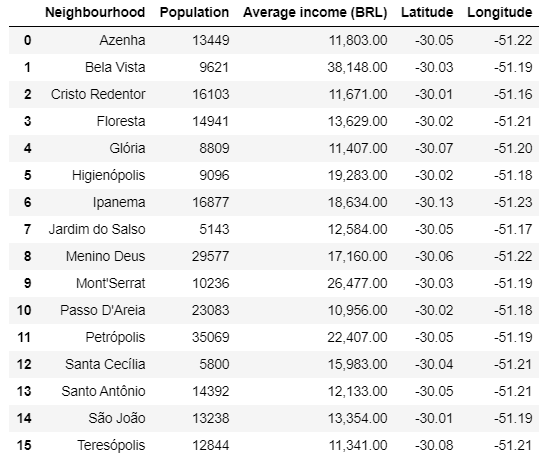 Neighbourhood Population Average income (BRL) Latitude Longitude
0 Azenha 13449 11,803.00 -30.05 -51.22
1 Bela Vista 9621 38,148.00 -30.03 -51.19
2 Cristo Redentor 16103 11,671.00 -30.01 -51.16
3 Floresta 14941 13,629.00 -30.02 -51.21
4 Glória 8809 11,407.00 -30.07 -51.20
5 Higienópolis 9096 19,283.00 -30.02 -51.18
6 Ipanema 16877 18,634.00 -30.13 -51.23
7 Jardim do Salso 5143 12,584.00 -30.05 -51.17
8 Menino Deus 29577 17,160.00 -30.06 -51.22
9 Mont'Serrat 10236 26,477.00 -30.03 -51.19
10 Passo D'Areia 23083 10,956.00 -30.02 -51.18
11 Petrópolis 35069 22,407.00 -30.05 -51.19
12 Santa Cecília 5800 15,983.00 -30.04 -51.21
13 Santo Antônio 14392 12,133.00 -30.05 -51.21
14 São João 13238 13,354.00 -30.01 -51.19
15 Teresópolis 12844 11,341.00 -30.08 -51.21